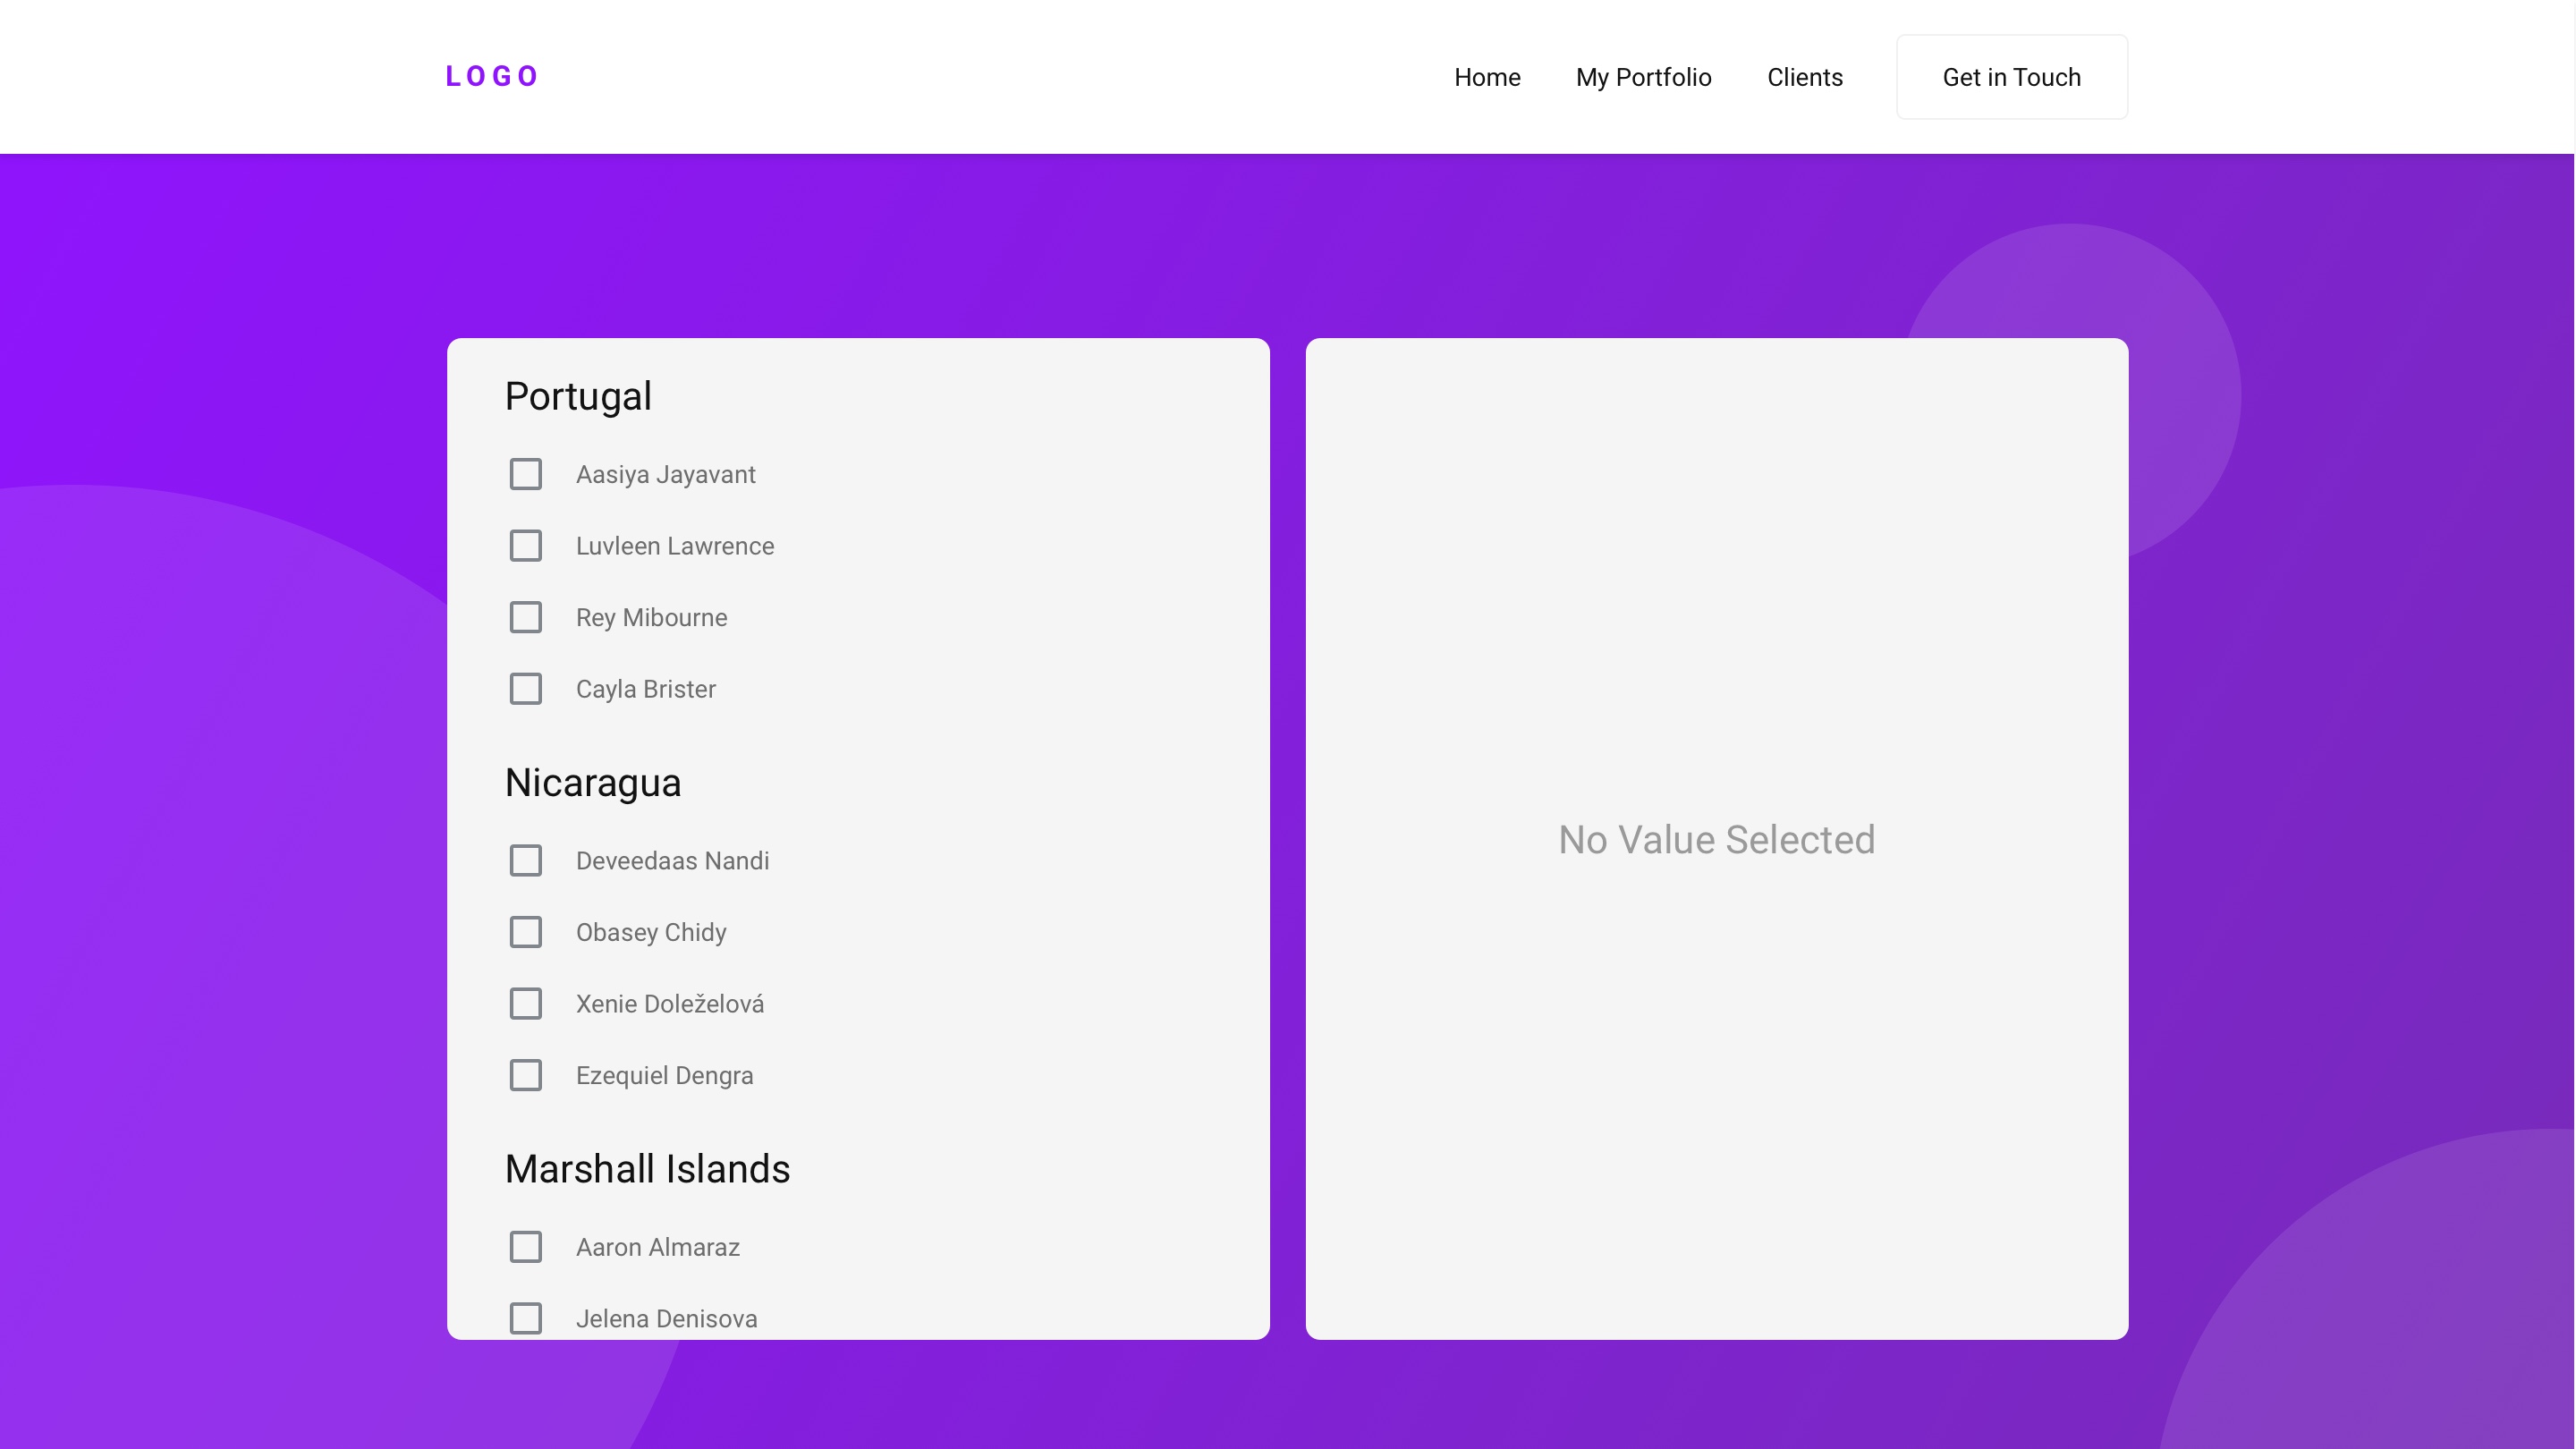 LOGO
Home
My Portfolio
Clients
Get in Touch
Portugal
Aasiya Jayavant
Luvleen Lawrence
Rey Mibourne
Cayla Brister
Nicaragua
Deveedaas Nandi
Obasey Chidy
Xenie Doleželová
Ezequiel Dengra
Marshall Islands
Aaron Almaraz
Jelena Denisova
No Value Selected